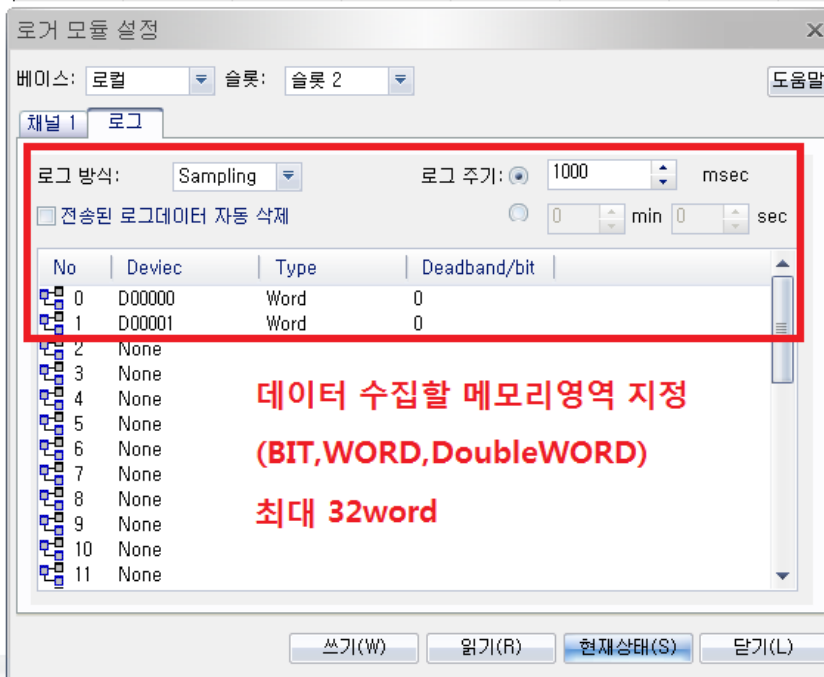 로거 모듈 설정
베이스: 로컬 슬롯: 슬롯 2 도움말
채널 1 로그
로그 방식: Sampling 로그 주기: 1000 msec
전송된 로그데이터 자동 삭제 0 min 0 sec
No Deviec Type Deadband/bit
0 D00000 Word 0
1 D00001 Word 0
2 None
3 None
4 None
5 None
6 None
7 None
8 None
9 None
10 None
11 None
데이터 수집할 메모리영역 지정
(BIT,WORD,DoubleWORD)
최대 32word
쓰기(W) 읽기(R) 현재상태(S) 닫기(L)